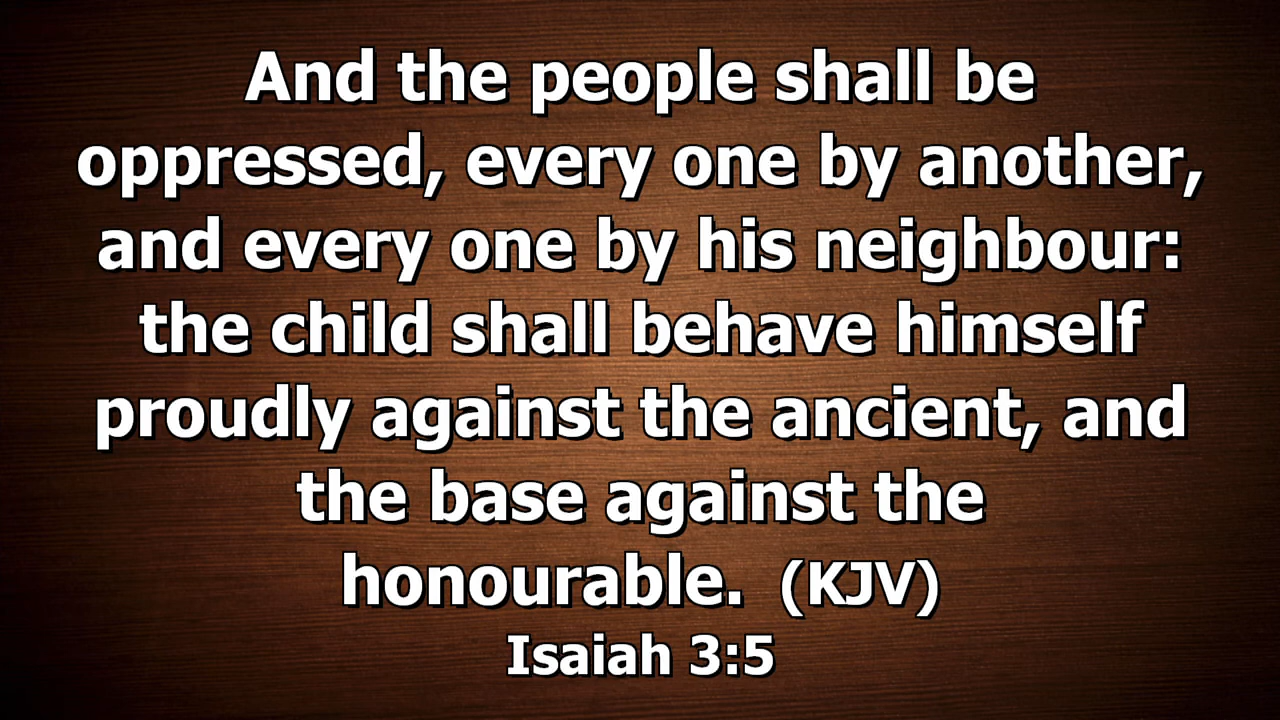 And the people shall be
oppressed, every one by another,
and every one by his neighbour:
the child shall behave himself
proudly against the ancient, and
the base against the
honourable. (KJV)
Isaiah 3:5